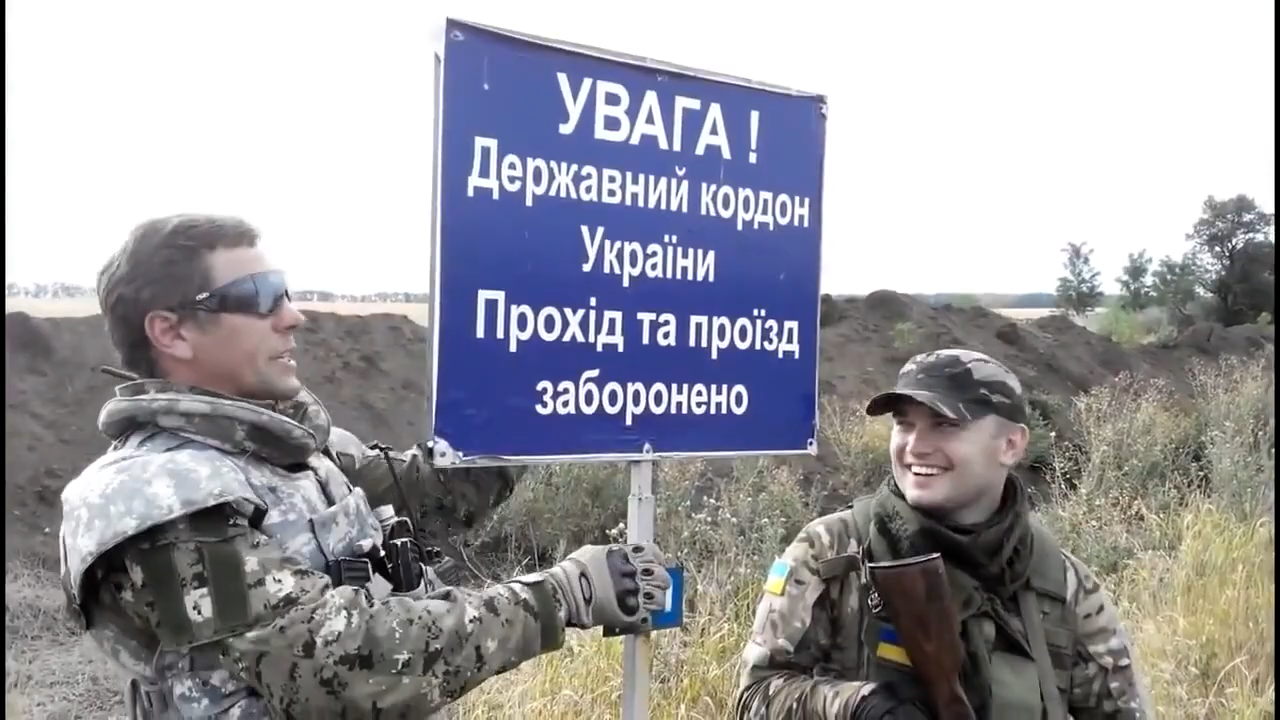 УВАГА !
Державний кордон
України
Прохід та проїзд
заборонено